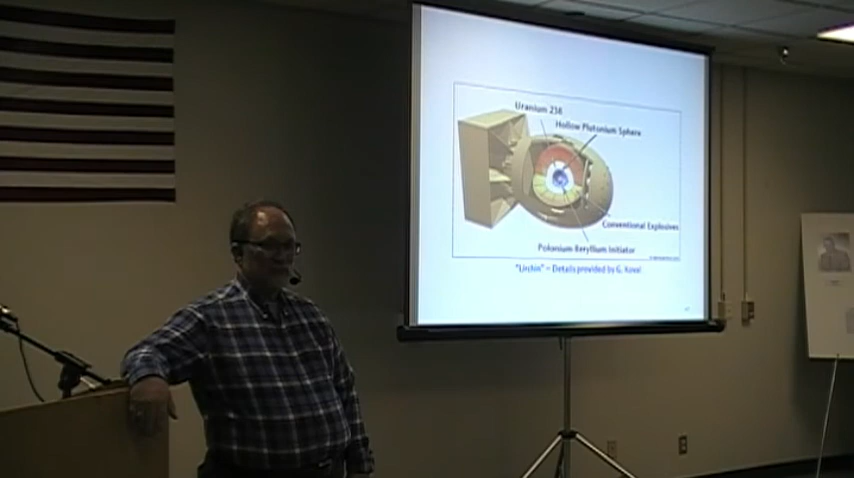 Uranium 238
Hollow Plutonium Sphere
Conventional Explosives
Polonium Beryllium Initiator
"Urchin" – Details provided by G. Koval